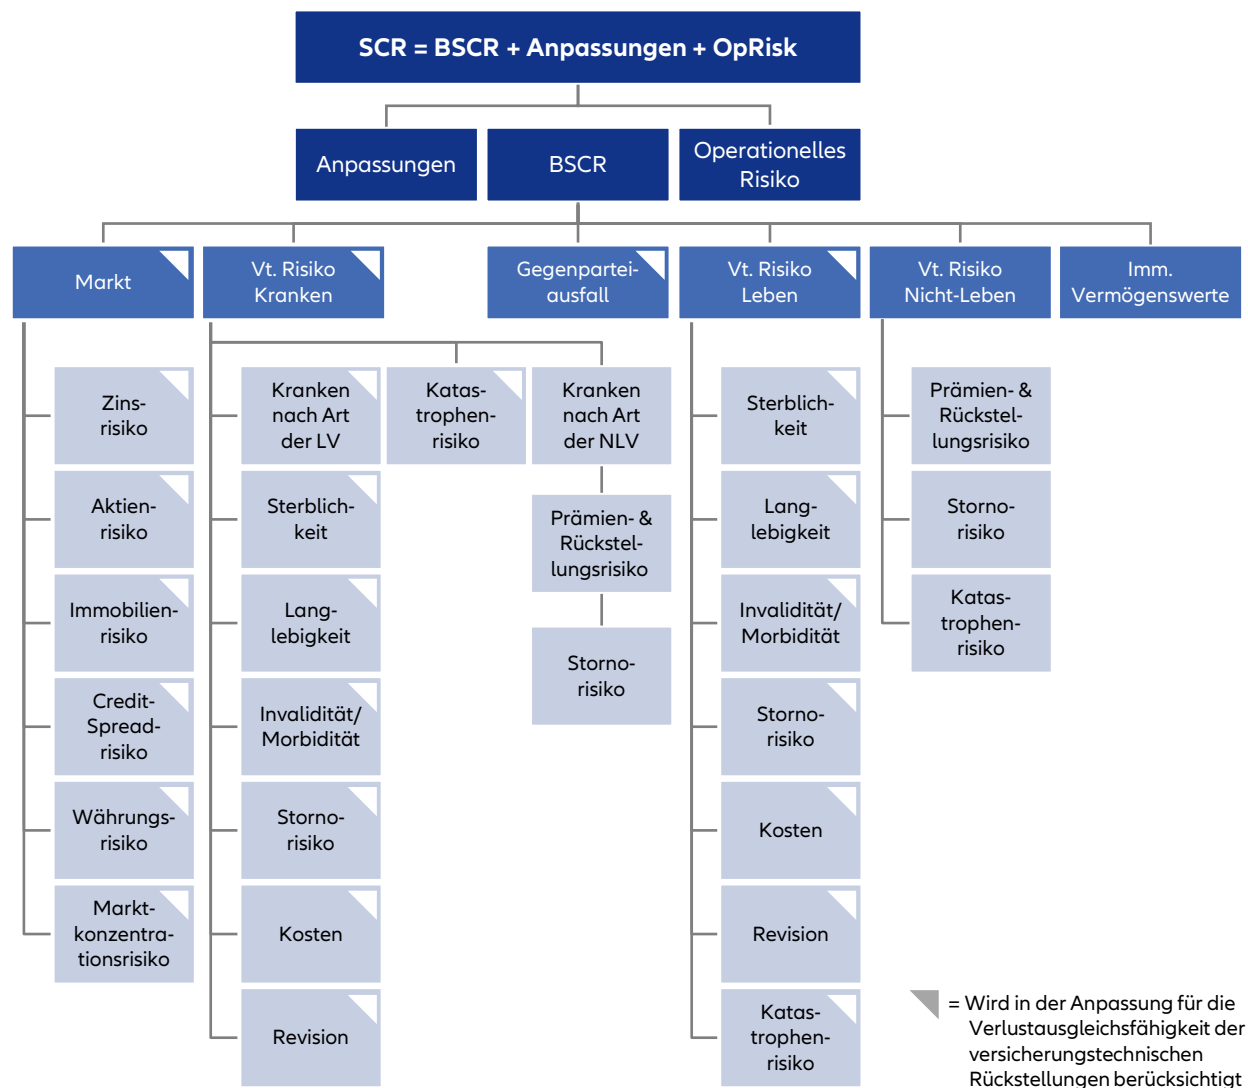 SCR = BSCR + Anpassungen + OpRisk
Anpassungen
BSCR
Operationelles
Risiko
Markt
Vt. Risiko
Kranken
Gegenpartei-
ausfall
Vt. Risiko
Leben
Vt. Risiko
Nicht-Leben
Imm.
Vermögenswerte
Zins-
risiko
Aktien-
risiko
Immobilien-
risiko
Credit-
Spread-
risiko
Währungs-
risiko
Markt-
konzentra-
tionsrisiko
Kranken
nach Art
der LV
Sterblich-
keit
Lang-
lebigkeit
Invalidität/
Morbidität
Storno-
risiko
Kosten
Revision
Katas-
trophen-
risiko
Kranken
nach Art
der NLV
Prämien- &
Rückstel-
lungsrisiko
Storno-
risiko
Sterblich-
keit
Lang-
lebigkeit
Invalidität/
Morbidität
Storno-
risiko
Kosten
Revision
Katas-
trophen-
risiko
Prämien- &
Rückstel-
lungsrisiko
Storno-
risiko
Katas-
trophen-
risiko
= Wird in der Anpassung für die
Verlustausgleichsfähigkeit der
versicherungstechnischen
Rückstellungen berücksichtigt